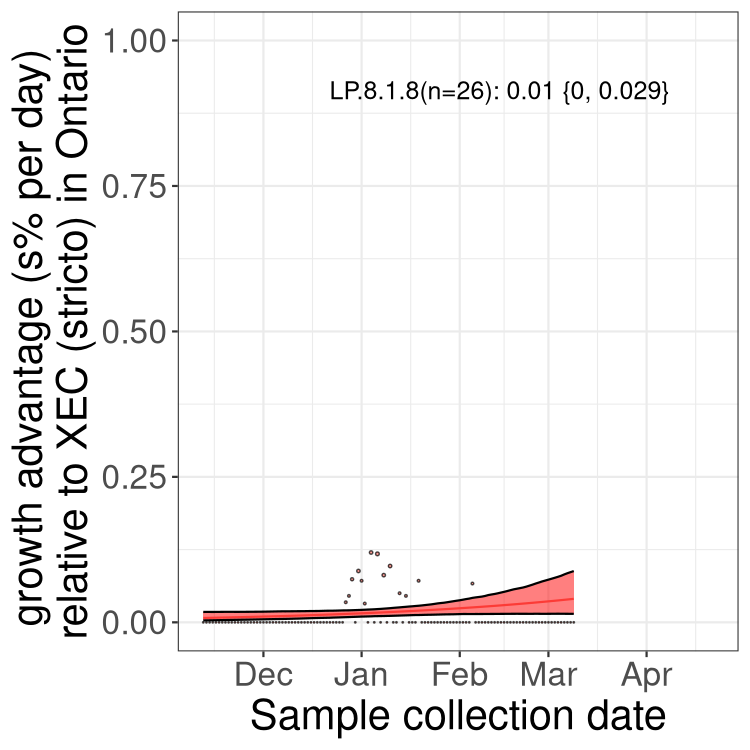 growth advantage (s% per day)
relative to XEC (stricto) in Ontario
1.00
0.75
0.50
0.25
0.00
LP.8.1.8(n=26): 0.01 {0, 0.029}
Dec Jan Feb Mar Apr
Sample collection date